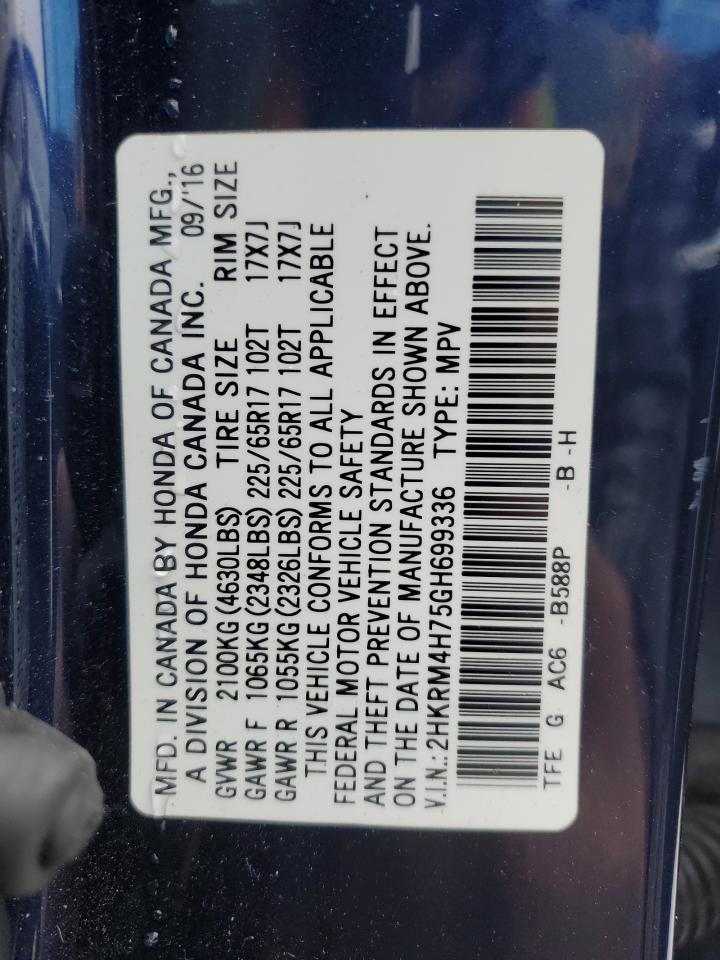 MFD. IN CANADA BY HONDA OF CANADA MFG.,
A DIVISION OF HONDA CANADA INC. 09/'16
GVWR 2100KG (4630LBS) TIRE SIZE RIM SIZE
GAWR F 1065KG (2348LBS) 225/65R17 102T 17X7J
GAWR R 1055KG (2326LBS) 225/65R17 102T 17X7J
THIS VEHICLE CONFORMS TO ALL APPLICABLE
FEDERAL MOTOR VEHICLE SAFETY
AND THEFT PREVENTION STANDARDS IN EFFECT
ON THE DATE OF MANUFACTURE SHOWN ABOVE.
V.I.N.: 2HKRM4H75GH699336 TYPE: MPV
TFE G AC6 -B588P -B -H